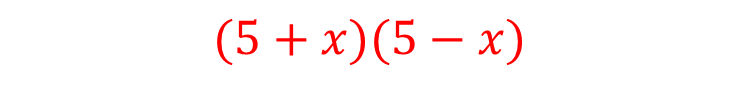 (5 + x)(5 − x)